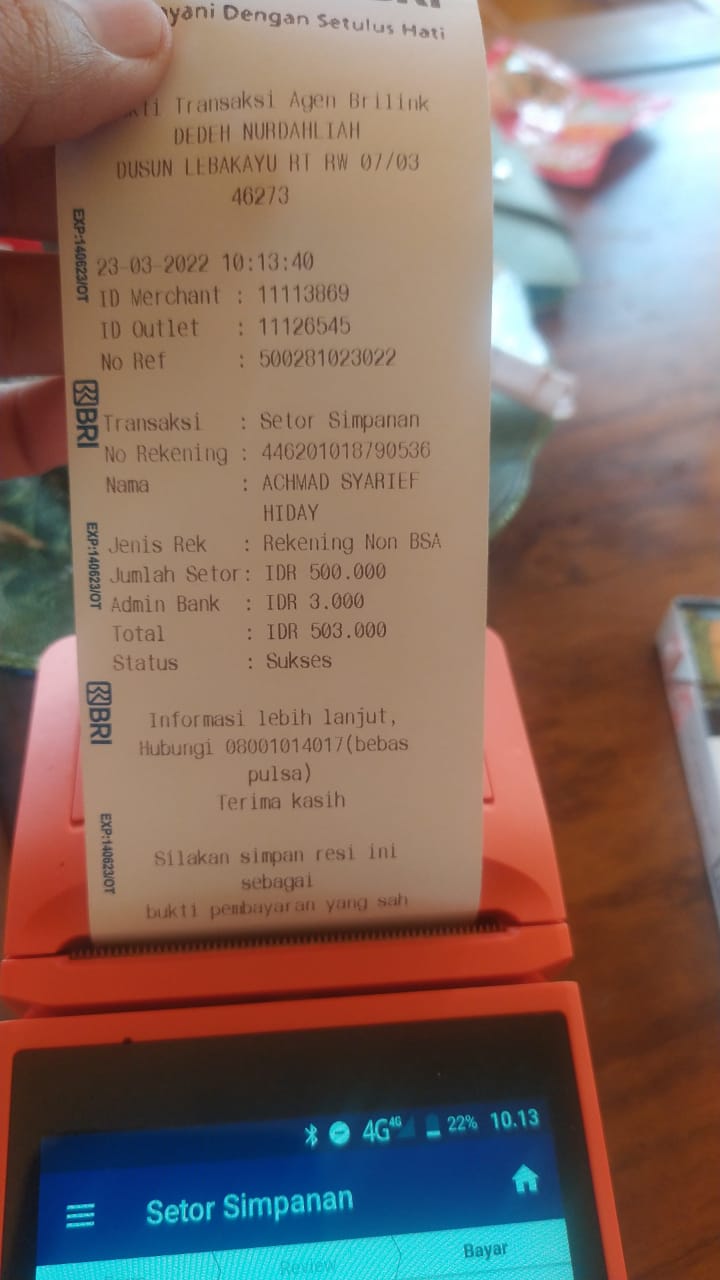 Dengan Setulus Hati
Transaksi Agen Brilink
DEDEH NURDAHLIAH
DUSUN LEBAKAYU RT RW 07/03
46273
23-03-2022 10:13:40
ID Merchant : 11113869
ID Outlet : 11126545
No Ref : 500281023022
Transaksi : Setor Simpanan
No Rekening : 446201018790536
Nama : ACHMAD SYARIEF
HIDAY
Jenis Rek : Rekening Non BSA
Jumlah Setor: IDR 500.000
Admin Bank : IDR 3.000
Total : IDR 503.000
Status : Sukses
Informasi lebih lanjut,
Hubungi 08001014017(bebas
pulsa)
Terima kasih
Silakan simpan resi ini
sebagai
bukti pembayaran yang sah
EXP:140623/OT
BRI
EXP:140623/OT
BRI
EXP:140623/OT
4G 4G 22% 10.13
Setor Simpanan
Review
Bayar